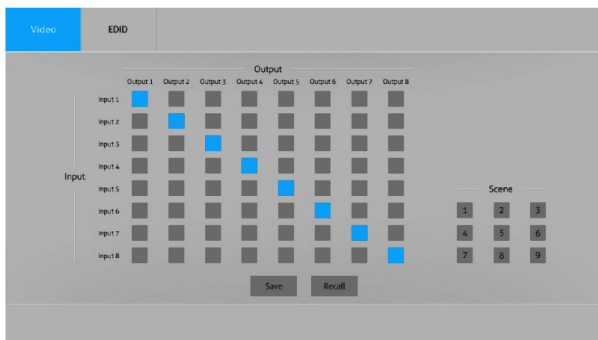 Video EDID
Output
Output 1 Output 2 Output 3 Output 4 Output 5 Output 6 Output 7 Output 8
Input 1
Input 2
Input 3
Input 4
Input
Input 5
Scene
Input 6
1 2 3
Input 7
4 5 6
Input 8
7 8 9
Save Recall